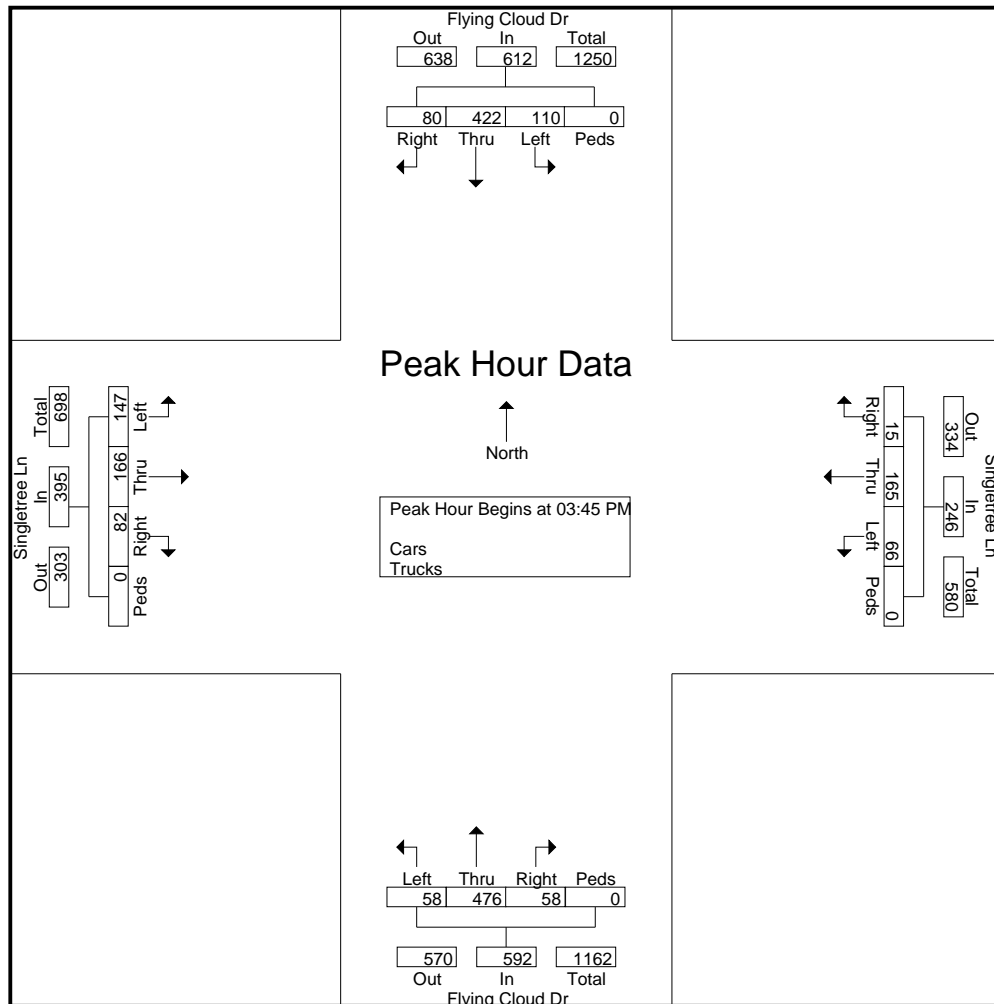 Flying Cloud Dr
Out In Total
638 612 1250
80 422 110 0
Right Thru Left Peds
Peak Hour Data
North
Peak Hour Begins at 03:45 PM
Cars
Trucks
Singletree Ln
Out In Total
303 395 698
Left Thru Right Peds
147 166 82 0
Singletree Ln
Out In Total
334 246 580
Right Thru Left Peds
15 165 66 0
Left Thru Right Peds
58 476 58 0
570 592 1162
Out In Total
Flying Cloud Dr